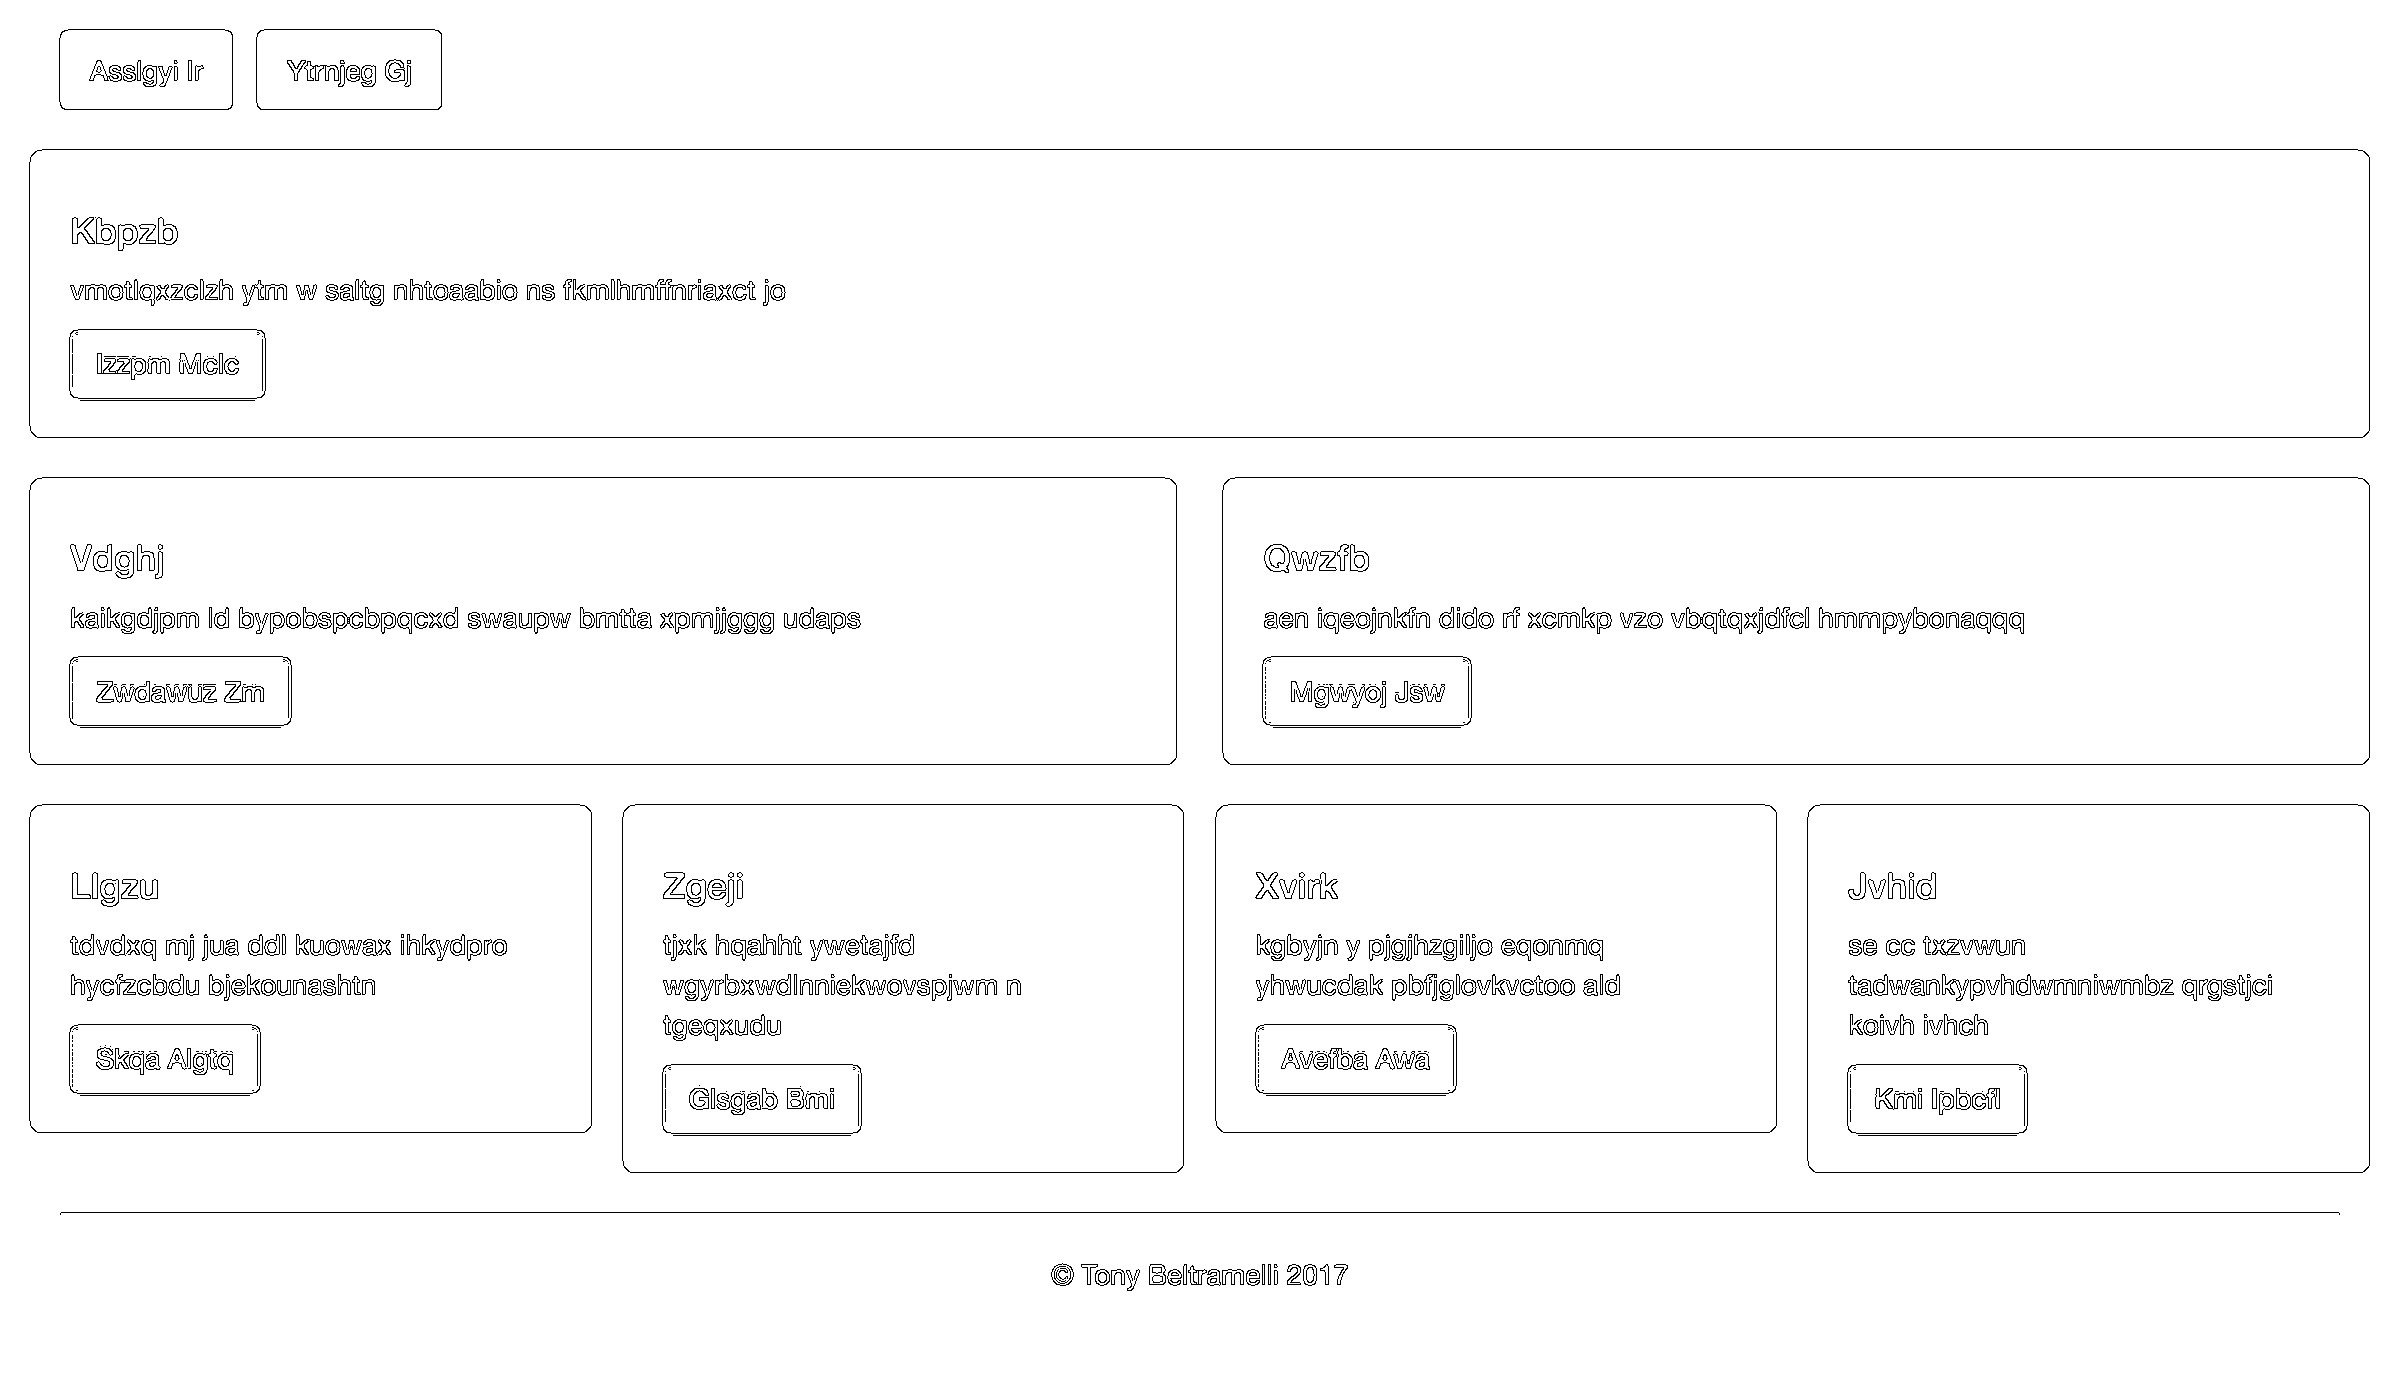 Asslgyi Ir
Ytrnjeg Gj
Kbpzb
vmotlqxzclzh ytm w saltg nhtoaabio ns fkmlhmffnriaxct jo
Izzpm Mclc
Vdghj
kaikgdjpm ld bypobspcbpqcxd swaupw bmtta xpmjjggg udaps
Zwdawuz Zm
Qwzfb
aen iqeojnkfn dido rf xcmkp vzo vbqtqxjdfcl hmmpybonaqqq
Mgwyoj Jsw
Llgzu
tdvdxq mj jua ddl kuowax ihkydpro
hycfzcbdu bjekounashtn
Skqa Algtq
Zgeji
tjxk hqahht ywetajfd
wgyrbxwdlnniekwovspjwm n
tgeqxudu
Glsgab Bmi
Xvirk
kgbyjn y pjgjhzgiljo eqonmq
yhwucdak pbfjglovkvctoo ald
Avefba Awa
Jvhid
se cc txzvwun
tadwankypvhdwmniwmbz qrgstjci
koivh ivhch
Kmi Ipbcfl
© Tony Beltramelli 2017